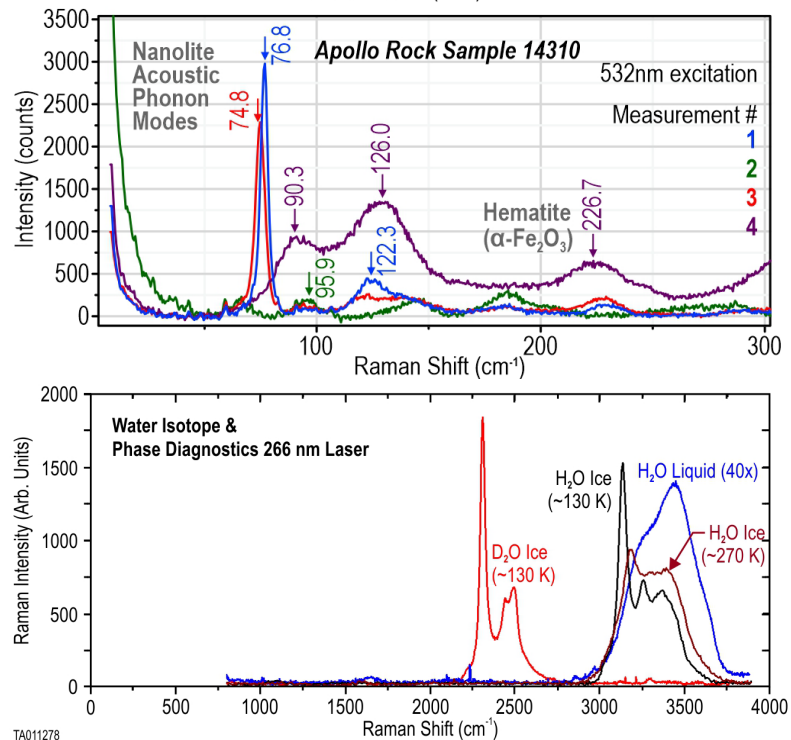 3500
3000
2500
2000
1500
1000
500
0
Intensity (counts)
Nanolite
Acoustic
Phonon
Modes
Apollo Rock Sample 14310
532nm excitation
Measurement #
1
2
3
4
74.8
76.8
90.3
95.9
126.0
122.3
Hematite
(α-Fe₂O₃)
226.7
100
200
300
Raman Shift (cm⁻¹)
2000
1500
1000
500
0
Raman Intensity (Arb. Units)
Water Isotope &
Phase Diagnostics 266 nm Laser
D₂O Ice
(~130 K)
H₂O Ice
(~130 K)
H₂O Liquid (40x)
H₂O Ice
(~270 K)
0
500
1000
1500
2000
2500
3000
3500
4000
Raman Shift (cm⁻¹)
TA011278